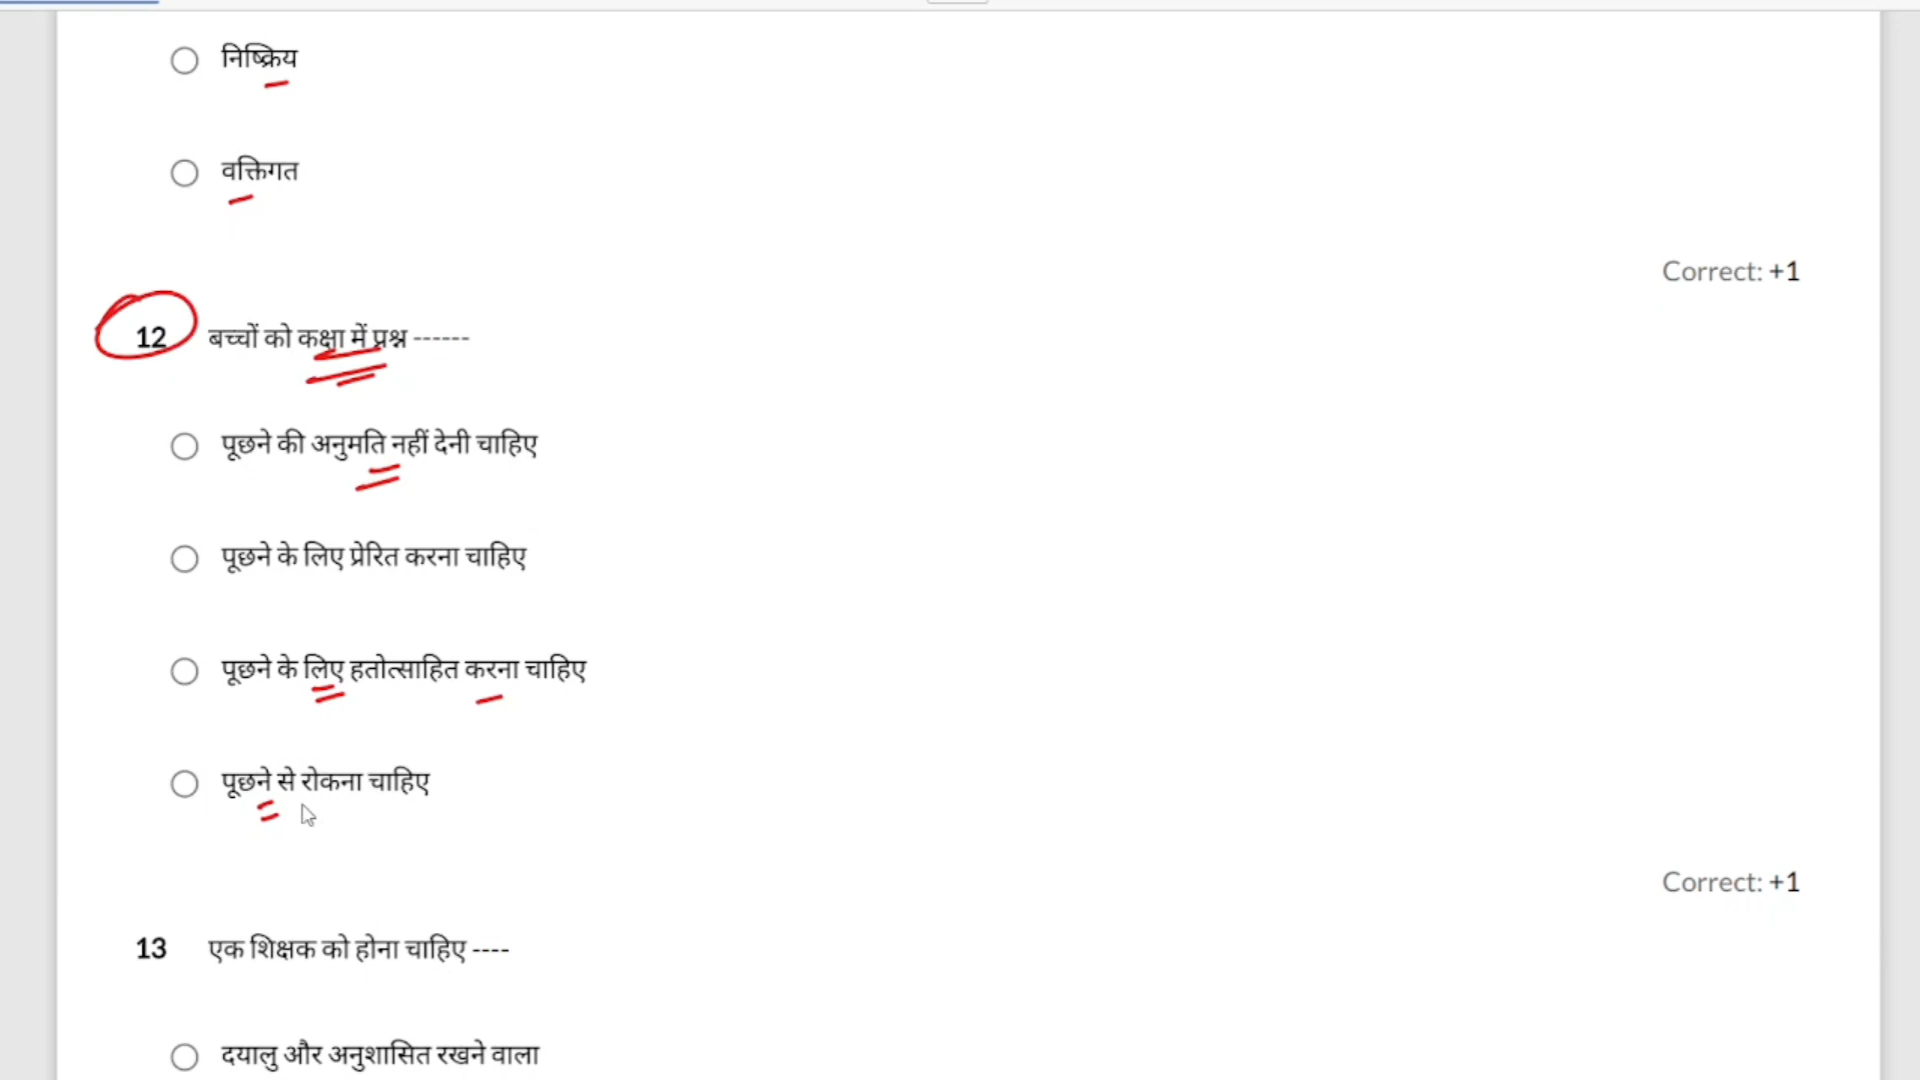 निष्क्रिय
वक्तिगत
Correct: +1
12 बच्चों को कक्षा में प्रश्न ------
पूछने की अनुमति नहीं देनी चाहिए
पूछने के लिए प्रेरित करना चाहिए
पूछने के लिए हतोत्साहित करना चाहिए
पूछने से रोकना चाहिए
Correct: +1
13 एक शिक्षक को होना चाहिए ----
दयालु और अनुशासित रखने वाला